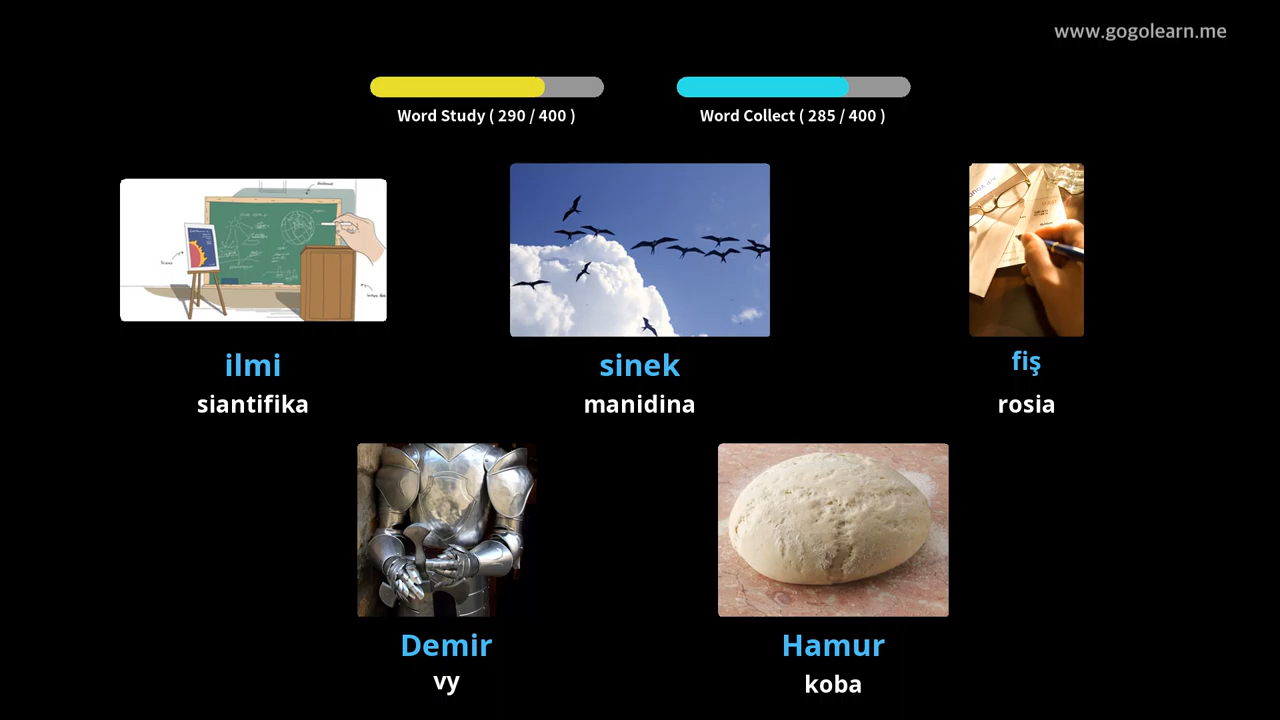 www.gogolearn.me
Word Study ( 290 / 400 )
Word Collect ( 285 / 400 )
ilmi
sinek
fiş
siantifika
manidina
rosia
Demir
Hamur
vy
koba